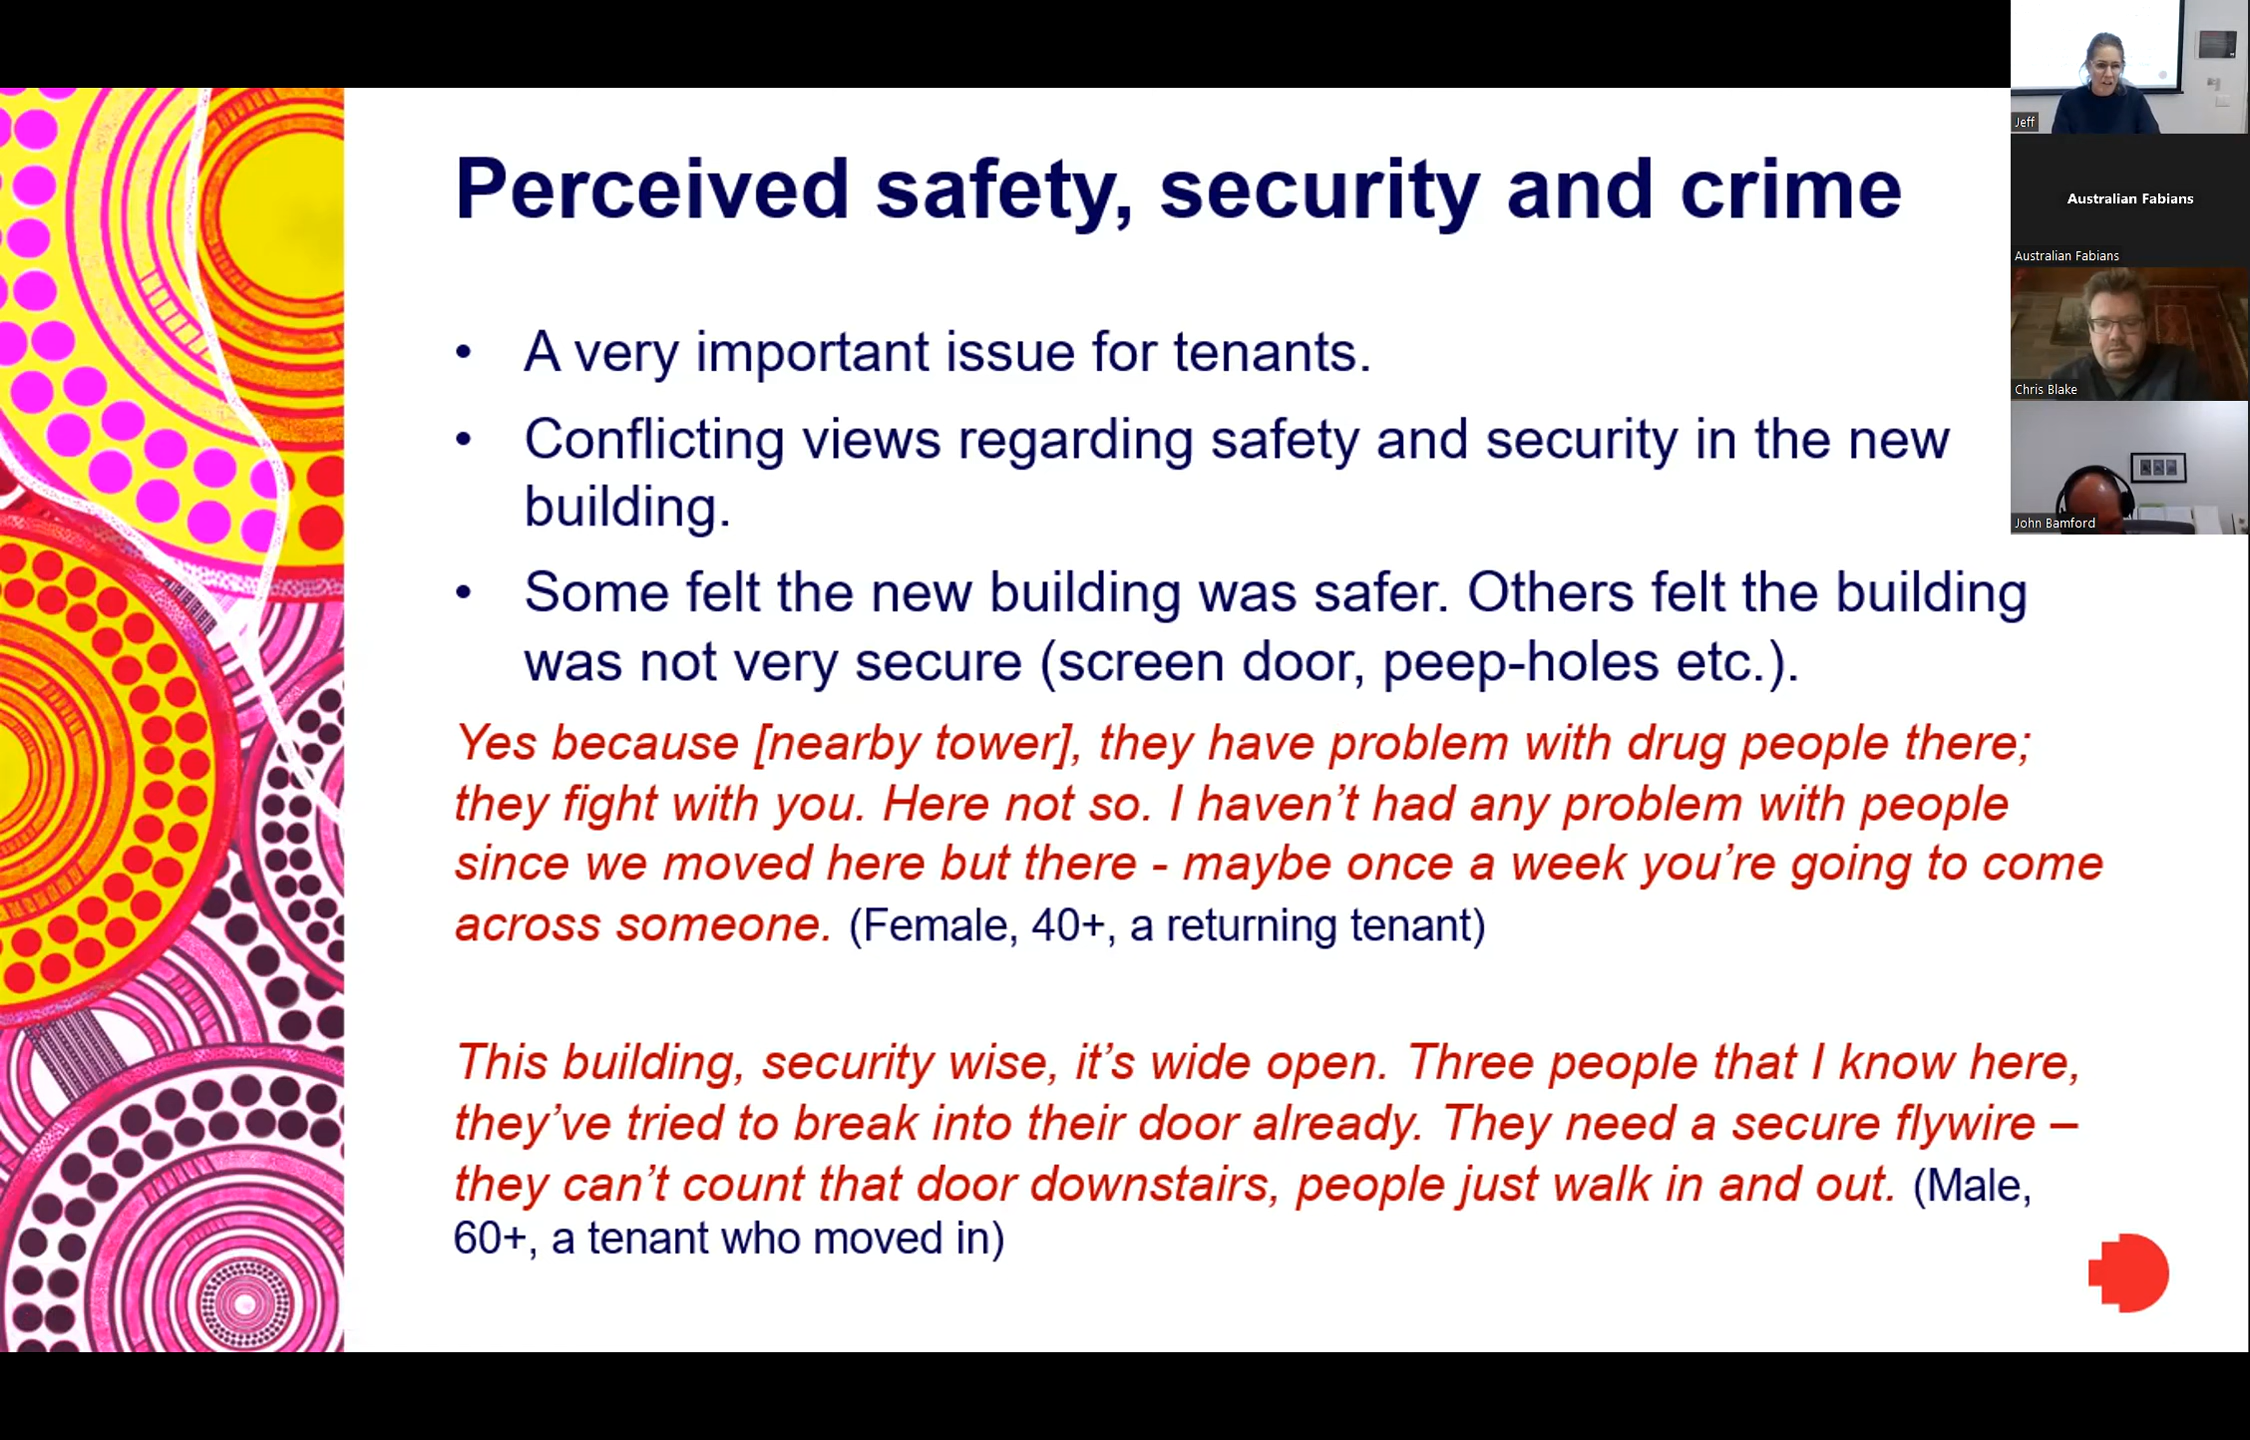 Perceived safety, security and crime
• A very important issue for tenants.
• Conflicting views regarding safety and security in the new
building.
• Some felt the new building was safer. Others felt the building
was not very secure (screen door, peep-holes etc.).
Yes because [nearby tower], they have problem with drug people there;
they fight with you. Here not so. I haven’t had any problem with people
since we moved here but there - maybe once a week you’re going to come
across someone. (Female, 40+, a returning tenant)
This building, security wise, it’s wide open. Three people that I know here,
they’ve tried to break into their door already. They need a secure flywire –
they can’t count that door downstairs, people just walk in and out. (Male,
60+, a tenant who moved in)
Jeff
Australian Fabians
Australian Fabians
Chris Blake
John Bamford